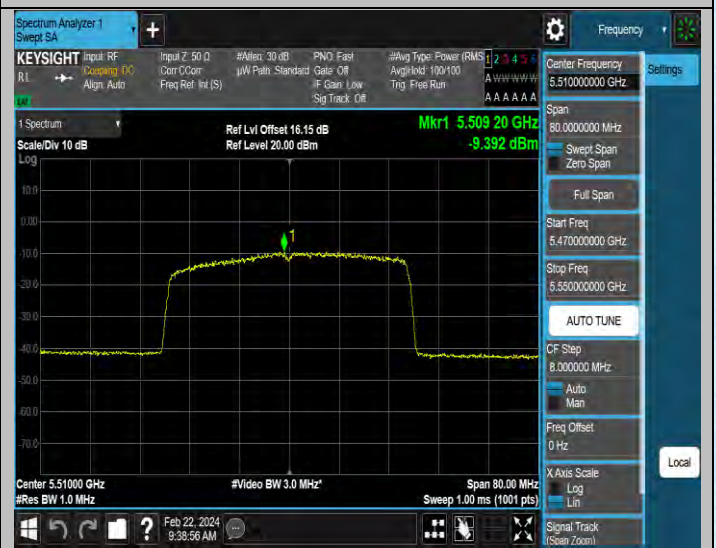 Spectrum Analyzer 1
Swept SA
+
Frequency
KEYSIGHT Input: RF
RL Coupling: DC
Align: Auto
Input Z: 50 Ω
Corr CCorr
Freq Ref: Int (S)
#Atten: 30 dB
µW Path: Standard
PNO: Fast
Gate: Off
IF Gain: Low
Sig Track: Off
#Avg Type: Power (RMS
Avg|Hold: 100/100
Trig: Free Run
1 2 3 4 5 6
A W W W W W
A A A A A A
1 Spectrum
Scale/Div 10 dB
Ref Lvl Offset 16.15 dB
Ref Level 20.00 dBm
Mkr1 5.509 20 GHz
-9.392 dBm
Log
10.0
0.00
-10.0
-20.0
-30.0
-40.0
-50.0
-60.0
-70.0
1
Center 5.51000 GHz
#Res BW 1.0 MHz
#Video BW 3.0 MHz*
Span 80.00 MHz
Sweep 1.00 ms (1001 pts)
Center Frequency
5.510000000 GHz
Settings
Span
80.0000000 MHz
Swept Span
Zero Span
Full Span
Start Freq
5.470000000 GHz
Stop Freq
5.550000000 GHz
AUTO TUNE
CF Step
8.000000 MHz
Auto
Man
Freq Offset
0 Hz
X Axis Scale
Log
Lin
Local
Signal Track
(Span Zoom)
?
Feb 22, 2024
9:38:56 AM